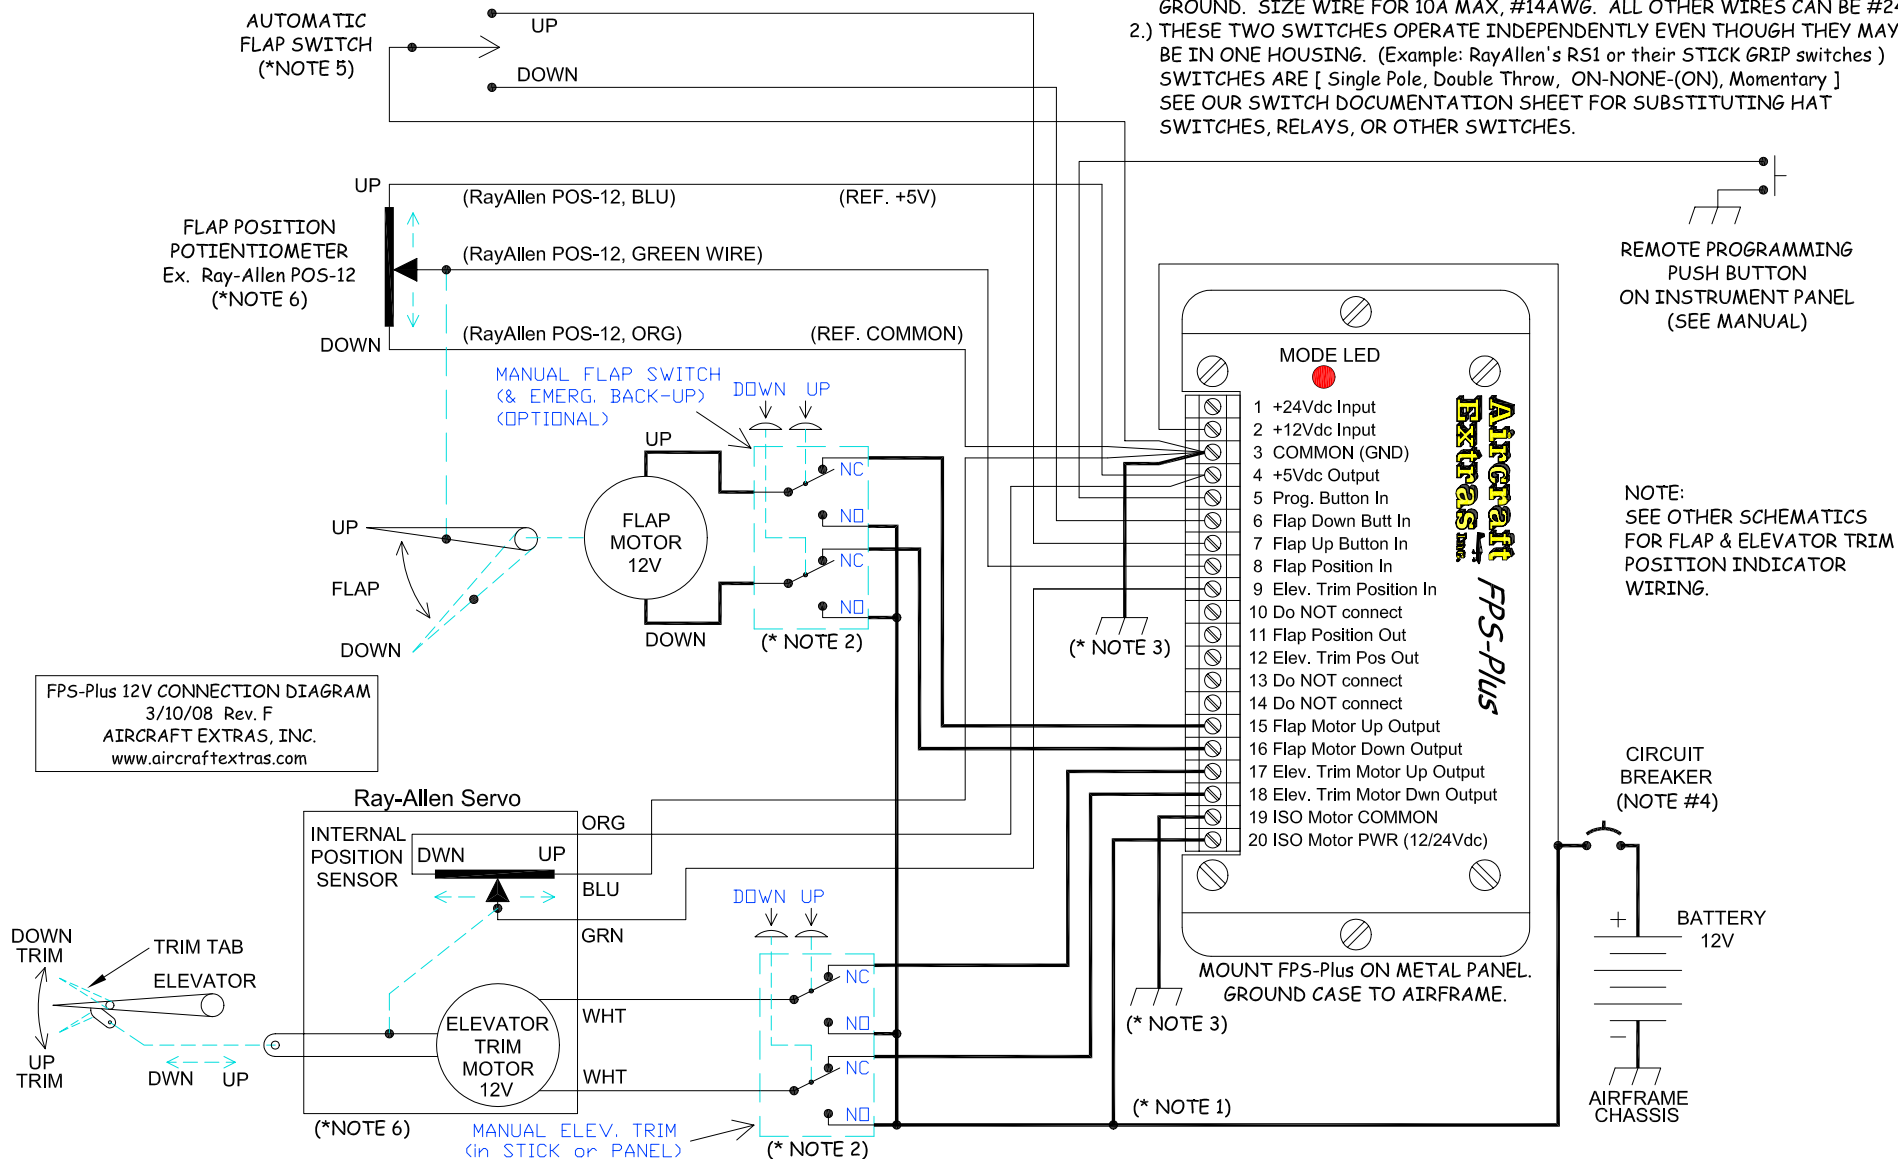 GROUND.  SIZE WIRE FOR 10A MAX, #14AWG.  ALL OTHER WIRES CAN BE #24
2.) THESE TWO SWITCHES OPERATE INDEPENDENTLY EVEN THOUGH THEY MAY
BE IN ONE HOUSING.  (Example: RayAllen's RS1 or their STICK GRIP switches )
SWITCHES ARE [ Single Pole, Double Throw,  ON-NONE-(ON), Momentary ]
SEE OUR SWITCH DOCUMENTATION SHEET FOR SUBSTITUTING HAT
SWITCHES, RELAYS, OR OTHER SWITCHES.
AUTOMATIC
FLAP SWITCH
(*NOTE 5)
UP
DOWN
UP
(RayAllen POS-12, BLU)
(REF. +5V)
FLAP POSITION
POTIENTIOMETER
Ex.  Ray-Allen POS-12
(*NOTE 6)
(RayAllen POS-12, GREEN WIRE)
DOWN
(RayAllen POS-12, ORG)
(REF. COMMON)
REMOTE PROGRAMMING
PUSH BUTTON
ON INSTRUMENT PANEL
(SEE MANUAL)
MANUAL FLAP SWITCH
(& EMERG. BACK-UP)
(OPTIONAL)
DOWN
UP
UP
NC
NO
NC
NO
FLAP
MOTOR
12V
DOWN
(* NOTE 2)
UP
FLAP
DOWN
(* NOTE 3)
MODE LED
1 +24Vdc Input
2 +12Vdc Input
3 COMMON (GND)
4 +5Vdc Output
5 Prog. Button In
6 Flap Down Butt In
7 Flap Up Button In
8 Flap Position In
9 Elev. Trim Position In
10 Do NOT connect
11 Flap Position Out
12 Elev. Trim Pos Out
13 Do NOT connect
14 Do NOT connect
15 Flap Motor Up Output
16 Flap Motor Down Output
17 Elev. Trim Motor Up Output
18 Elev. Trim Motor Dwn Output
19 ISO Motor COMMON
20 ISO Motor PWR (12/24Vdc)
Aircraft
Extras Inc.
FPS-Plus
NOTE:
SEE OTHER SCHEMATICS
FOR FLAP & ELEVATOR TRIM
POSITION INDICATOR
WIRING.
FPS-Plus 12V CONNECTION DIAGRAM
3/10/08  Rev. F
AIRCRAFT EXTRAS, INC.
www.aircraftextras.com
CIRCUIT
BREAKER
(NOTE #4)
+
BATTERY
12V
−
AIRFRAME
CHASSIS
MOUNT FPS-Plus ON METAL PANEL.
GROUND CASE TO AIRFRAME.
(* NOTE 3)
(* NOTE 1)
Ray-Allen Servo
INTERNAL
POSITION
SENSOR
DWN
UP
ORG
BLU
GRN
WHT
WHT
ELEVATOR
TRIM
MOTOR
12V
(*NOTE 6)
DOWN
TRIM
TRIM TAB
ELEVATOR
UP
TRIM
DWN
UP
DOWN
UP
NC
NO
NC
NO
MANUAL ELEV. TRIM
(in STICK or PANEL)
(* NOTE 2)